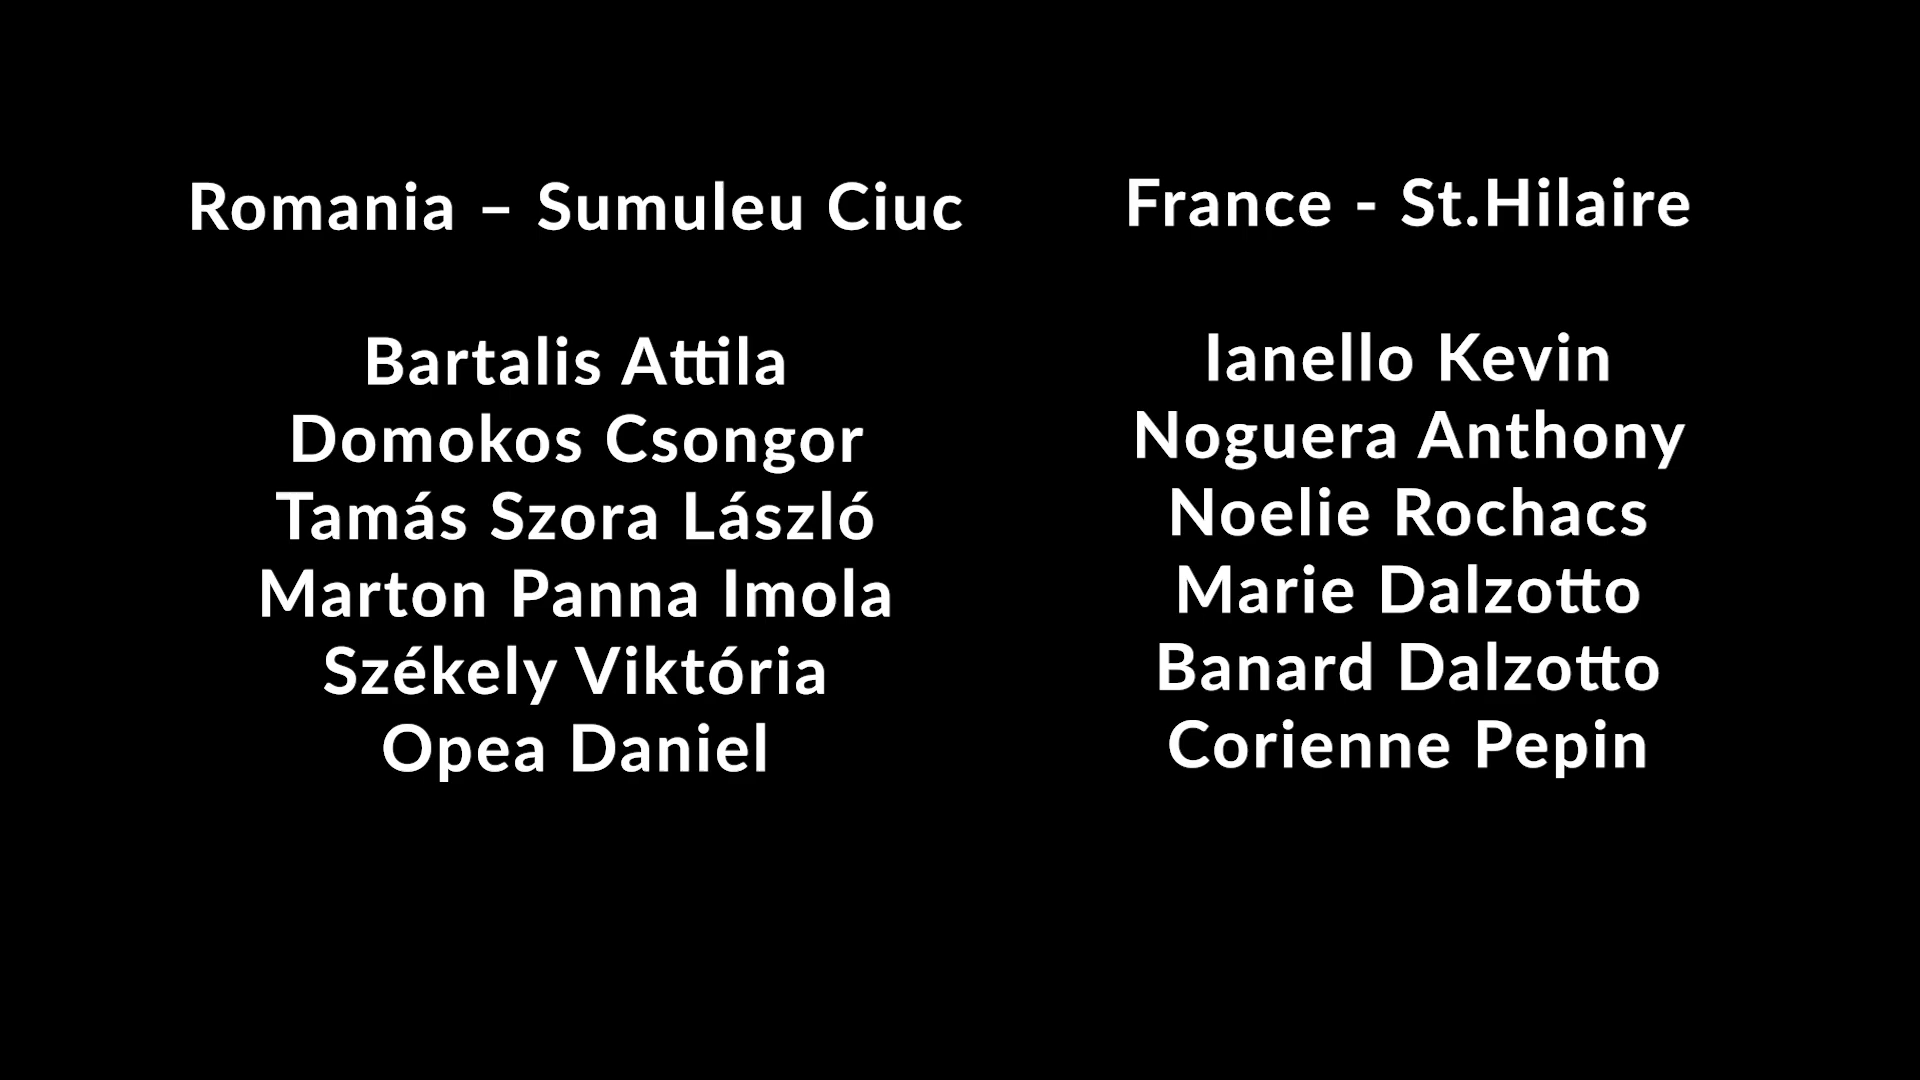 Romania – Sumuleu Ciuc
Bartalis Attila
Domokos Csongor
Tamás Szora László
Marton Panna Imola
Székely Viktória
Opea Daniel
France - St.Hilaire
Ianello Kevin
Noguera Anthony
Noelie Rochacs
Marie Dalzotto
Banard Dalzotto
Corienne Pepin